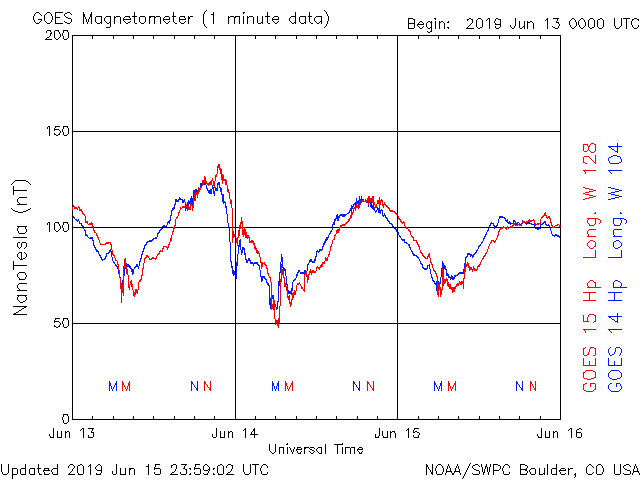 GOES Magnetometer (1 minute data)
Begin: 2019 Jun 13 0000 UTC
200
150
100
50
0
NanoTesla (nT)
M M N N M M N N M M N N
Jun 13 Jun 14 Jun 15 Jun 16
Universal Time
GOES 15 Hp Long. W 128
GOES 14 Hp Long. W 104
Updated 2019 Jun 15 23:59:02 UTC
NOAA/SWPC Boulder, CO USA